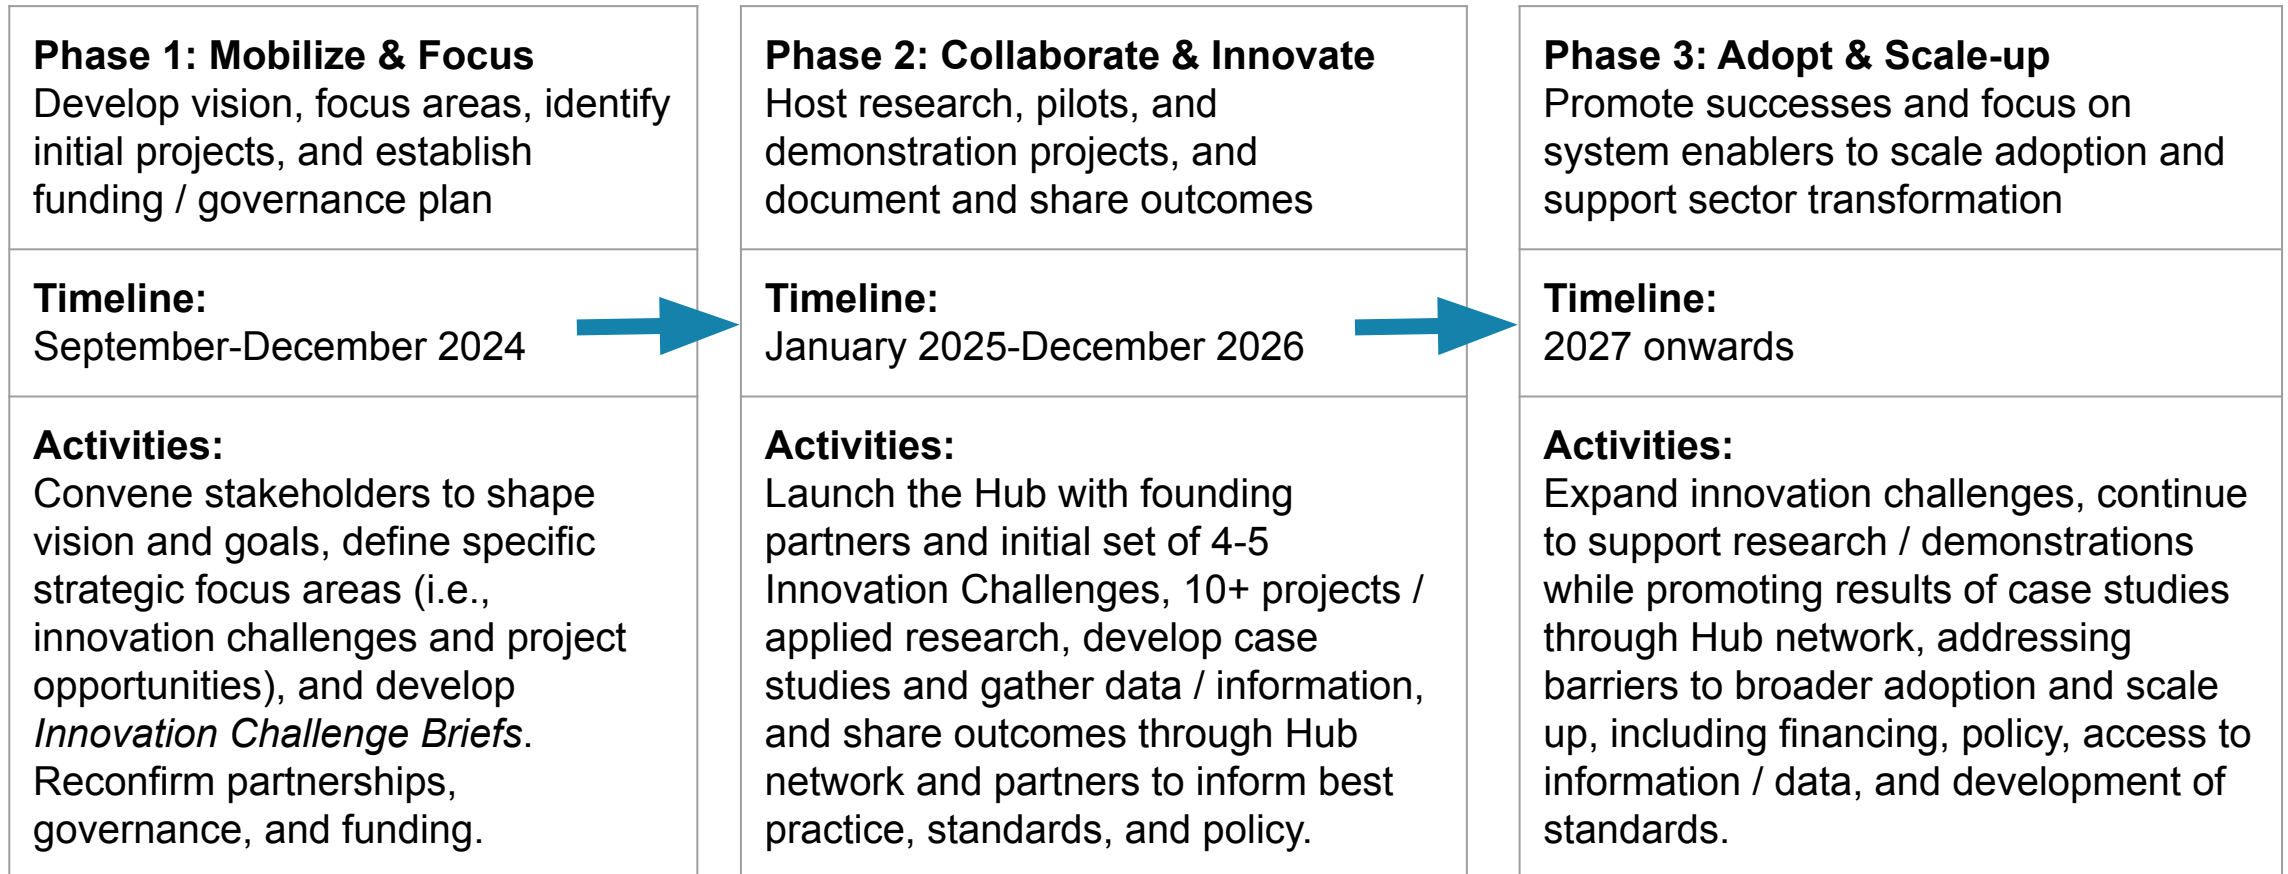 Phase 1: Mobilize & Focus
Develop vision, focus areas, identify
initial projects, and establish
funding / governance plan
Timeline:
September-December 2024
Activities:
Convene stakeholders to shape
vision and goals, define specific
strategic focus areas (i.e.,
innovation challenges and project
opportunities), and develop
Innovation Challenge Briefs.
Reconfirm partnerships,
governance, and funding.
Phase 2: Collaborate & Innovate
Host research, pilots, and
demonstration projects, and
document and share outcomes
Timeline:
January 2025-December 2026
Activities:
Launch the Hub with founding
partners and initial set of 4-5
Innovation Challenges, 10+ projects /
applied research, develop case
studies and gather data / information,
and share outcomes through Hub
network and partners to inform best
practice, standards, and policy.
Phase 3: Adopt & Scale-up
Promote successes and focus on
system enablers to scale adoption and
support sector transformation
Timeline:
2027 onwards
Activities:
Expand innovation challenges, continue
to support research / demonstrations
while promoting results of case studies
through Hub network, addressing
barriers to broader adoption and scale
up, including financing, policy, access to
information / data, and development of
standards.